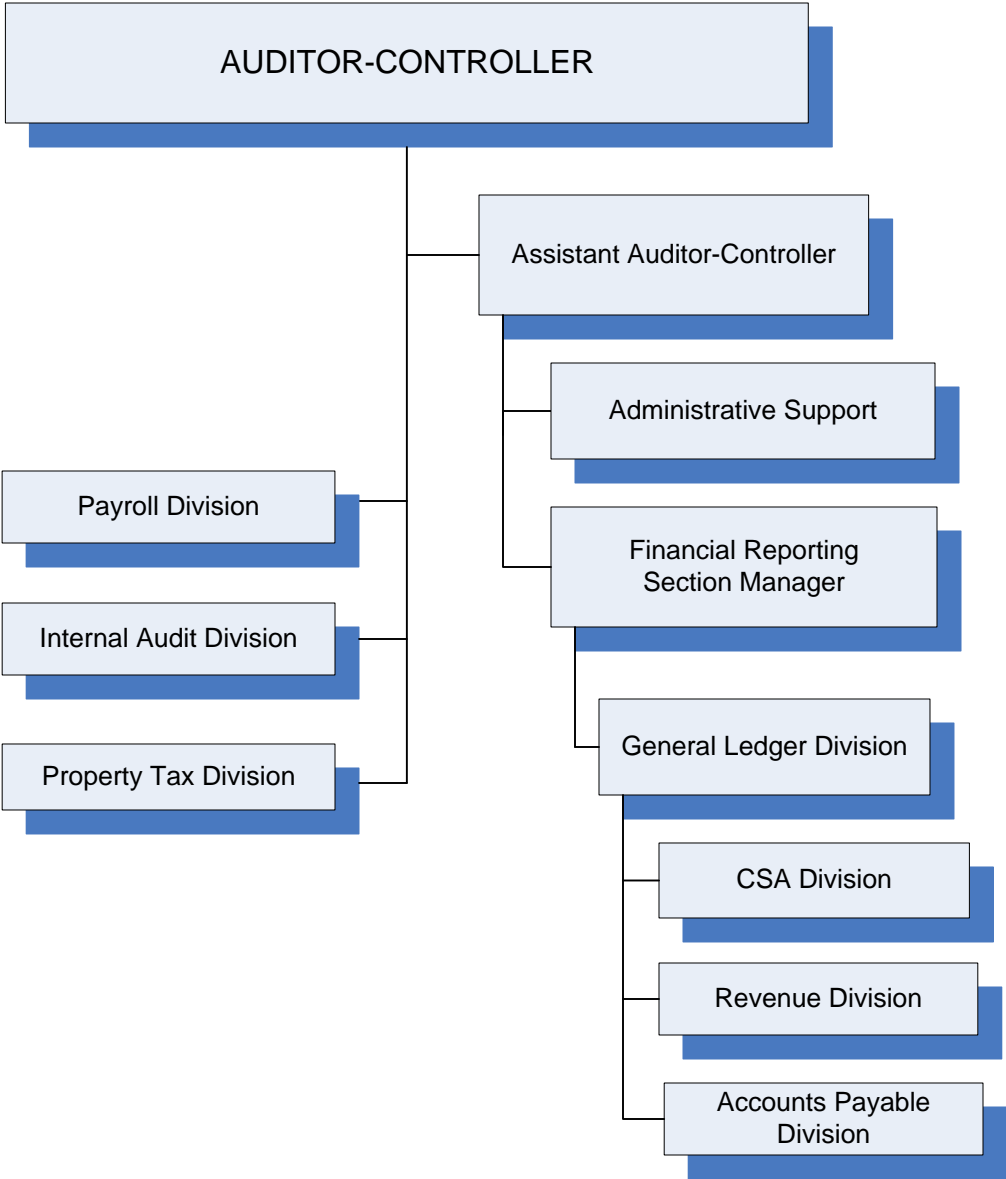 AUDITOR-CONTROLLER
Assistant Auditor-Controller
Administrative Support
Payroll Division
Financial Reporting
Section Manager
Internal Audit Division
General Ledger Division
Property Tax Division
CSA Division
Revenue Division
Accounts Payable
Division